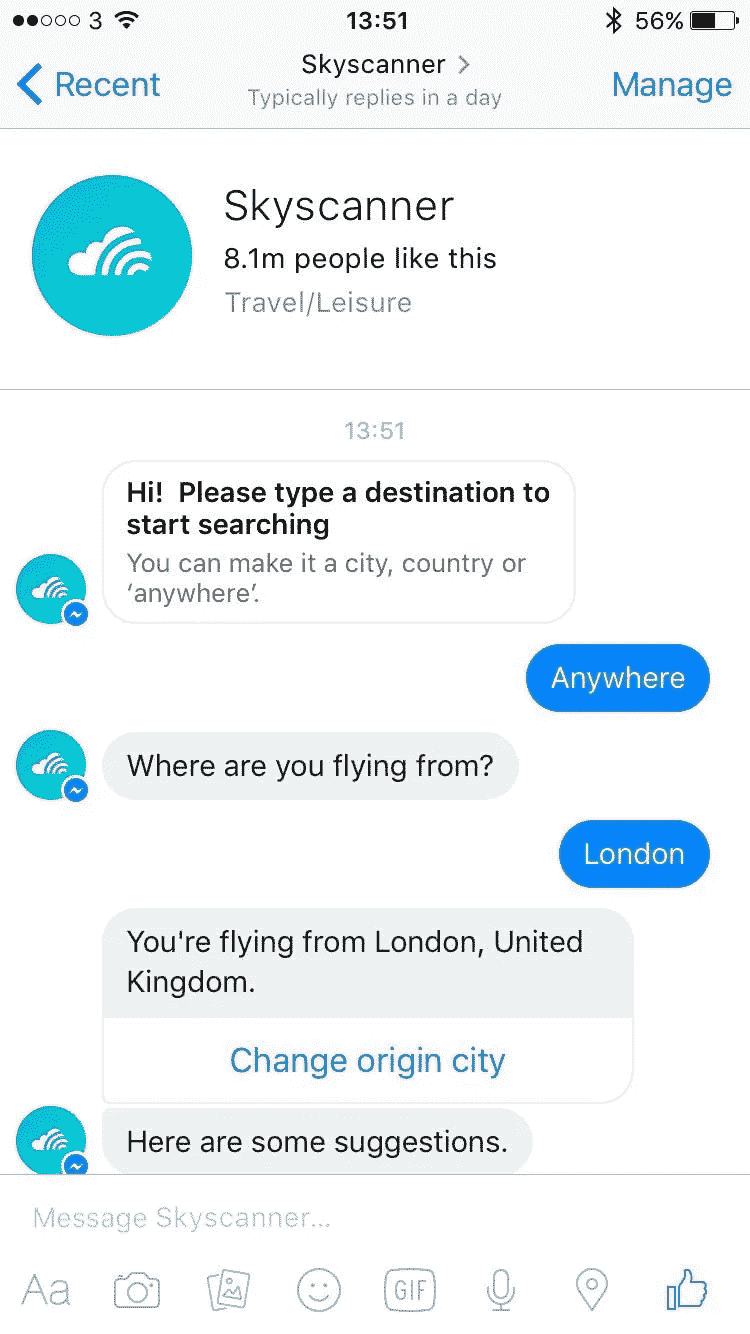 3 13:51 56%
Recent Skyscanner Manage
Typically replies in a day
Skyscanner
8.1m people like this
Travel/Leisure
13:51
Hi!  Please type a destination to
start searching
You can make it a city, country or
‘anywhere’.
Anywhere
Where are you flying from?
London
You're flying from London, United
Kingdom.
Change origin city
Here are some suggestions.
Message Skyscanner...
Aa GIF